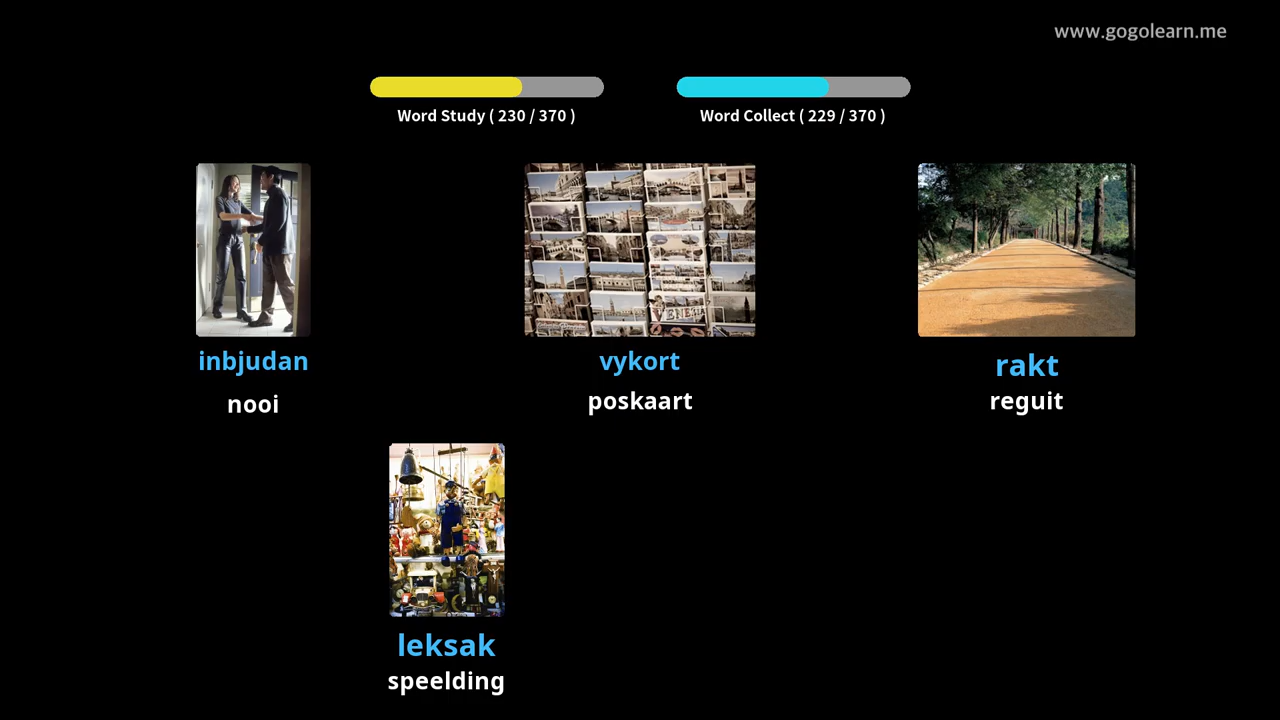 www.gogolearn.me
Word Study ( 230 / 370 )
Word Collect ( 229 / 370 )
inbjudan
nooi
vykort
poskaart
rakt
reguit
VENEZ
leksak
speelding